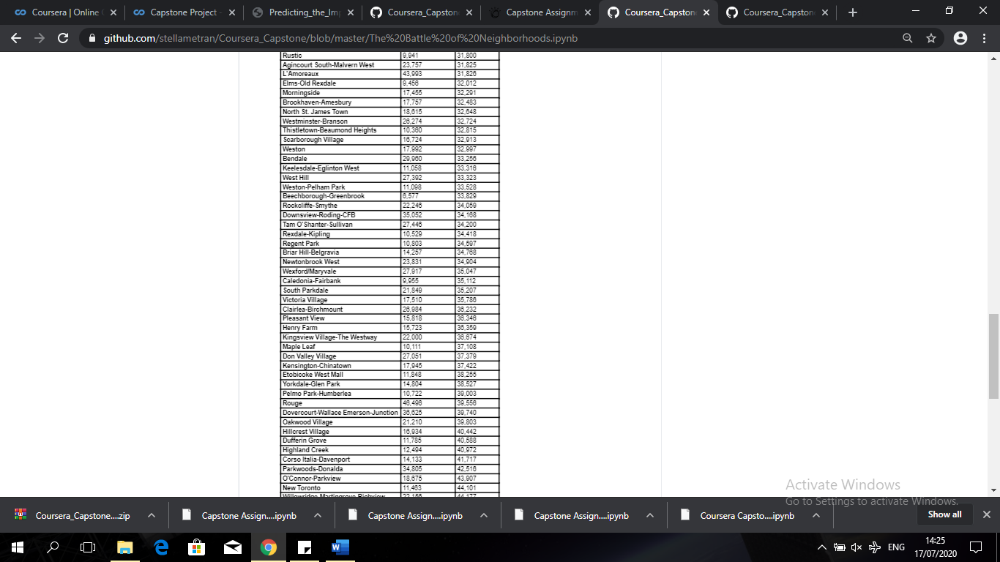 Coursera | Online
Capstone Project -
Predicting_the_Im
Coursera_Capston
Capstone Assignm
Coursera_Capston
Coursera_Capston
github.com/stellametran/Coursera_Capstone/blob/master/The%20Battle%20of%20Neighborhoods.ipynb
Rustic 9,941 31,800
Agincourt South-Malvern West 23,757 31,825
L'Amoreaux 43,993 31,826
Elms-Old Rexdale 9,456 32,012
Morningside 17,455 32,291
Brookhaven-Amesbury 17,757 32,483
North St. James Town 18,615 32,648
Westminster-Branson 26,274 32,724
Thistletown-Beaumond Heights 10,360 32,815
Scarborough Village 16,724 32,913
Weston 17,992 32,997
Bendale 29,960 33,256
Keelesdale-Eglinton West 11,058 33,316
West Hill 27,392 33,323
Weston-Pelham Park 11,098 33,528
Beechborough-Greenbrook 6,577 33,829
Rockcliffe-Smythe 22,246 34,059
Downsview-Roding-CFB 35,052 34,168
Tam O'Shanter-Sullivan 27,446 34,200
Rexdale-Kipling 10,529 34,418
Regent Park 10,803 34,597
Briar Hill-Belgravia 14,257 34,768
Newtonbrook West 23,831 34,904
Wexford/Maryvale 27,917 35,047
Caledonia-Fairbank 9,955 35,112
South Parkdale 21,849 35,207
Victoria Village 17,510 35,786
Clairlea-Birchmount 26,984 36,232
Pleasant View 15,818 36,346
Henry Farm 15,723 36,359
Kingsview Village-The Westway 22,000 36,674
Maple Leaf 10,111 37,108
Don Valley Village 27,051 37,379
Kensington-Chinatown 17,945 37,422
Etobicoke West Mall 11,848 38,255
Yorkdale-Glen Park 14,804 38,527
Pelmo Park-Humberlea 10,722 39,003
Rouge 46,496 39,556
Dovercourt-Wallace Emerson-Junction 36,625 39,740
Oakwood Village 21,210 39,803
Hillcrest Village 16,934 40,442
Dufferin Grove 11,785 40,588
Highland Creek 12,494 40,972
Corso Italia-Davenport 14,133 41,717
Parkwoods-Donalda 34,805 42,516
O'Connor-Parkview 18,675 43,907
New Toronto 11,463 44,101
Willowridge-Martingrove-Richview 22,156 44,177
Activate Windows
Go to Settings to activate Windows.
Coursera_Capstone....zip
Capstone Assign....ipynb
Capstone Assign....ipynb
Capstone Assign....ipynb
Coursera Capsto....ipynb
Show all
ENG
14:25
17/07/2020